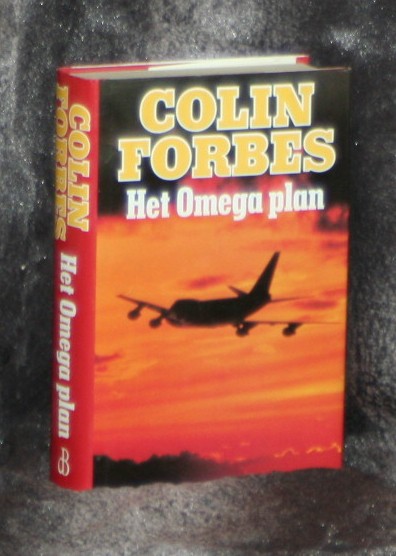 COLIN
FORBES
Het Omega plan
COLIN
FORBES
Het Omega plan